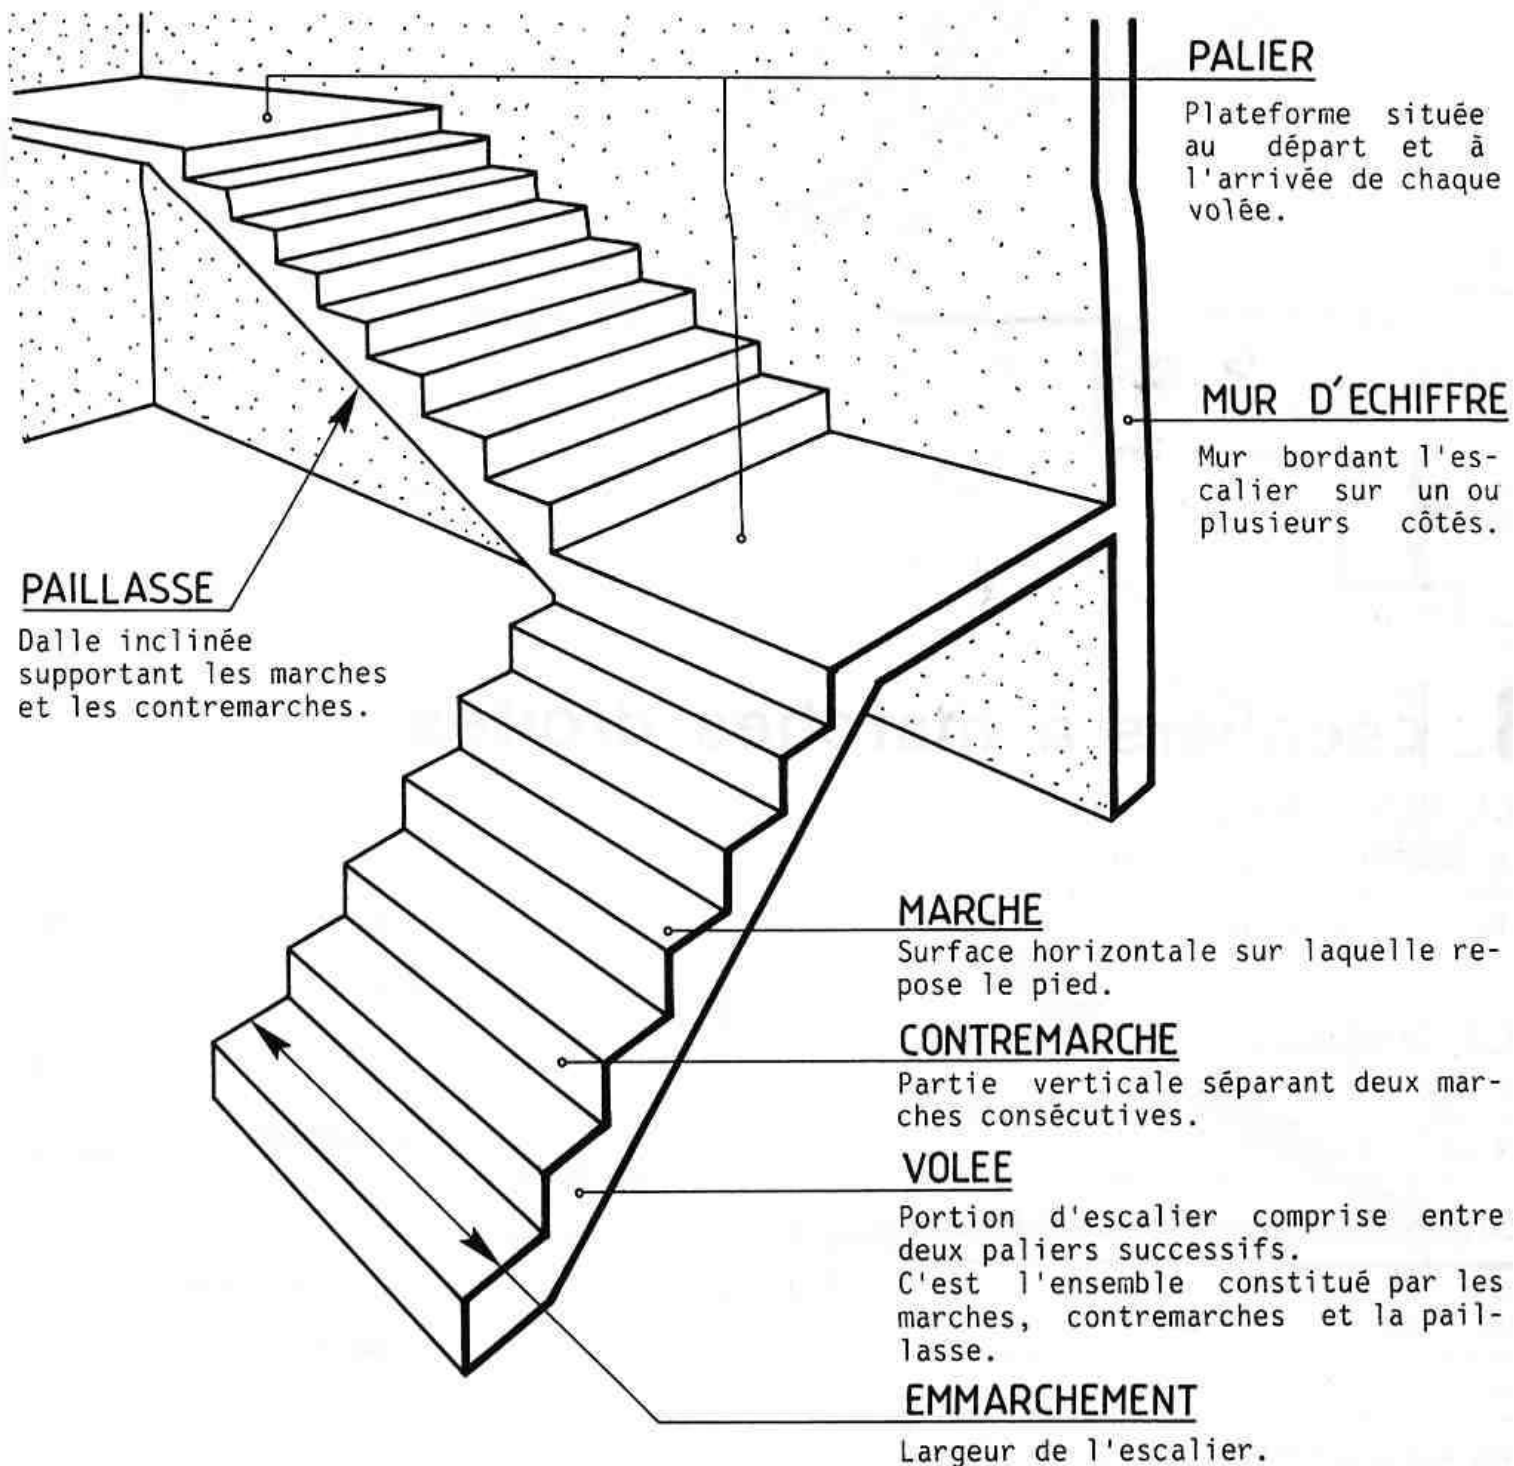 PALIER
Plateforme située
au départ et à
l'arrivée de chaque
volée.
MUR D'ECHIFFRE
Mur bordant l'es-
calier sur un ou
plusieurs côtés.
PAILLASSE
Dalle inclinée
supportant les marches
et les contremarches.
MARCHE
Surface horizontale sur laquelle re-
pose le pied.
CONTREMARCHE
Partie verticale séparant deux mar-
ches consécutives.
VOLEE
Portion d'escalier comprise entre
deux paliers successifs.
C'est l'ensemble constitué par les
marches, contremarches et la pail-
lasse.
EMMARCHEMENT
Largeur de l'escalier.